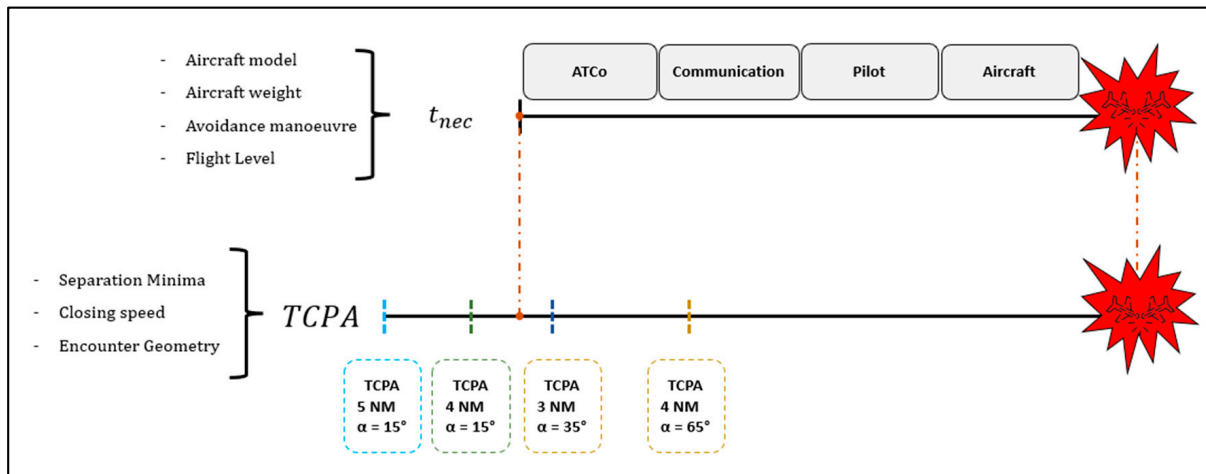 - Aircraft model
- Aircraft weight
- Avoidance manoeuvre
- Flight Level
t_nec
ATCo
Communication
Pilot
Aircraft
- Separation Minima
- Closing speed
- Encounter Geometry
TCPA
TCPA
5 NM
α = 15°
TCPA
4 NM
α = 15°
TCPA
3 NM
α = 35°
TCPA
4 NM
α = 65°